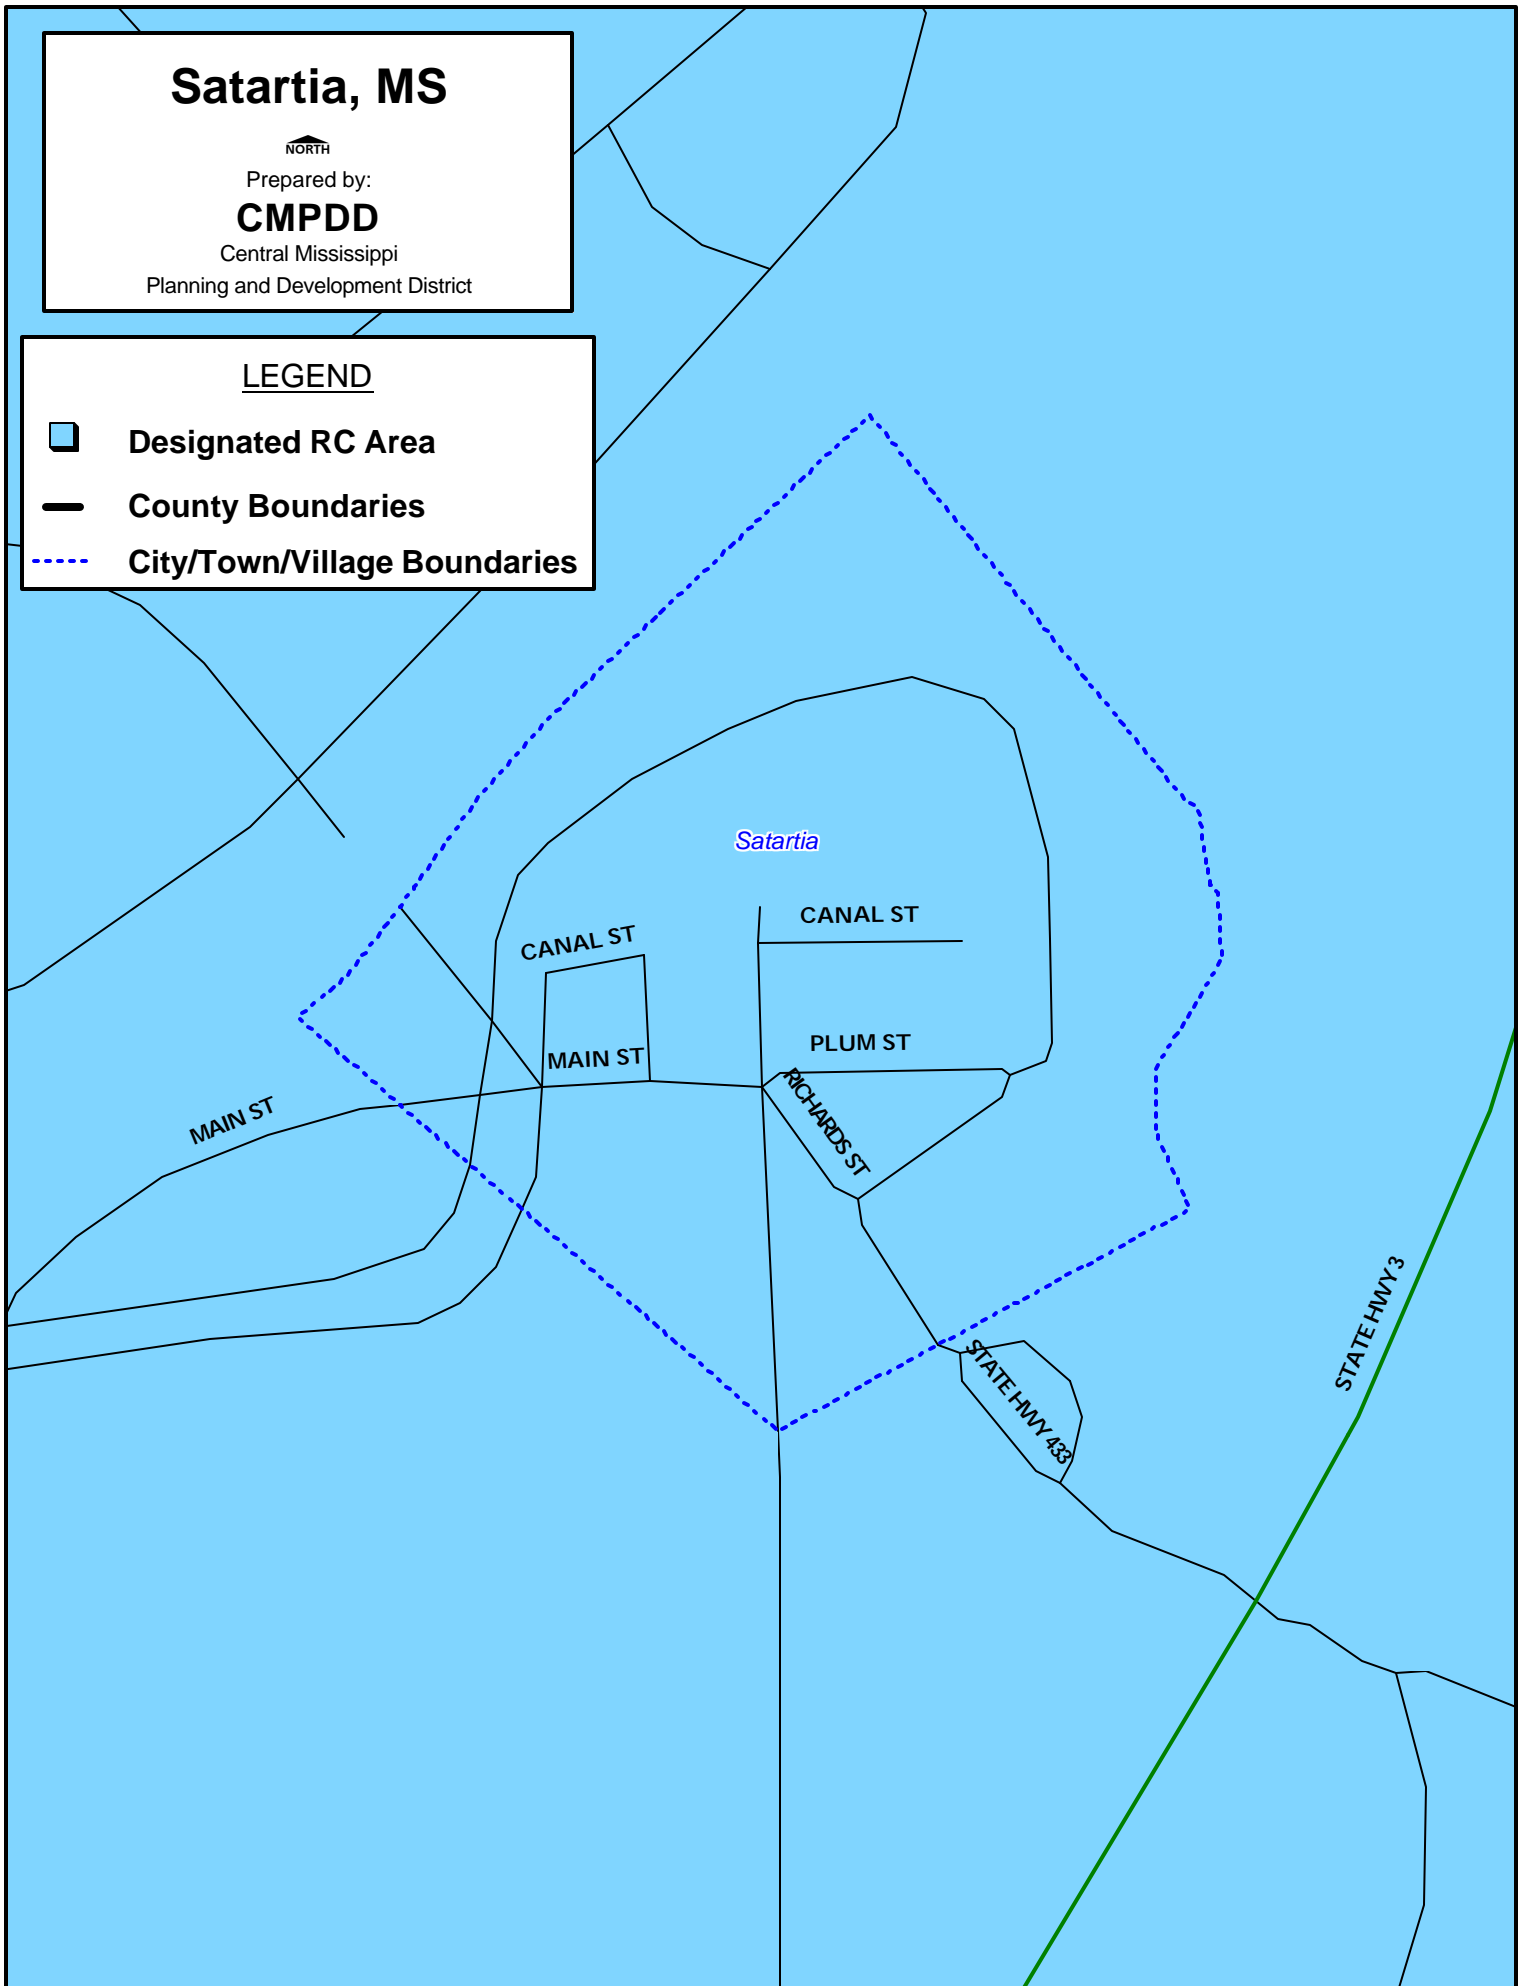 Satartia, MS
NORTH
Prepared by:
CMPDD
Central Mississippi
Planning and Development District
LEGEND
Designated RC Area
County Boundaries
City/Town/Village Boundaries
Satartia
CANAL ST
CANAL ST
MAIN ST
PLUM ST
MAIN ST
RICHARDS ST
STATE HWY 3
STATE HWY 433